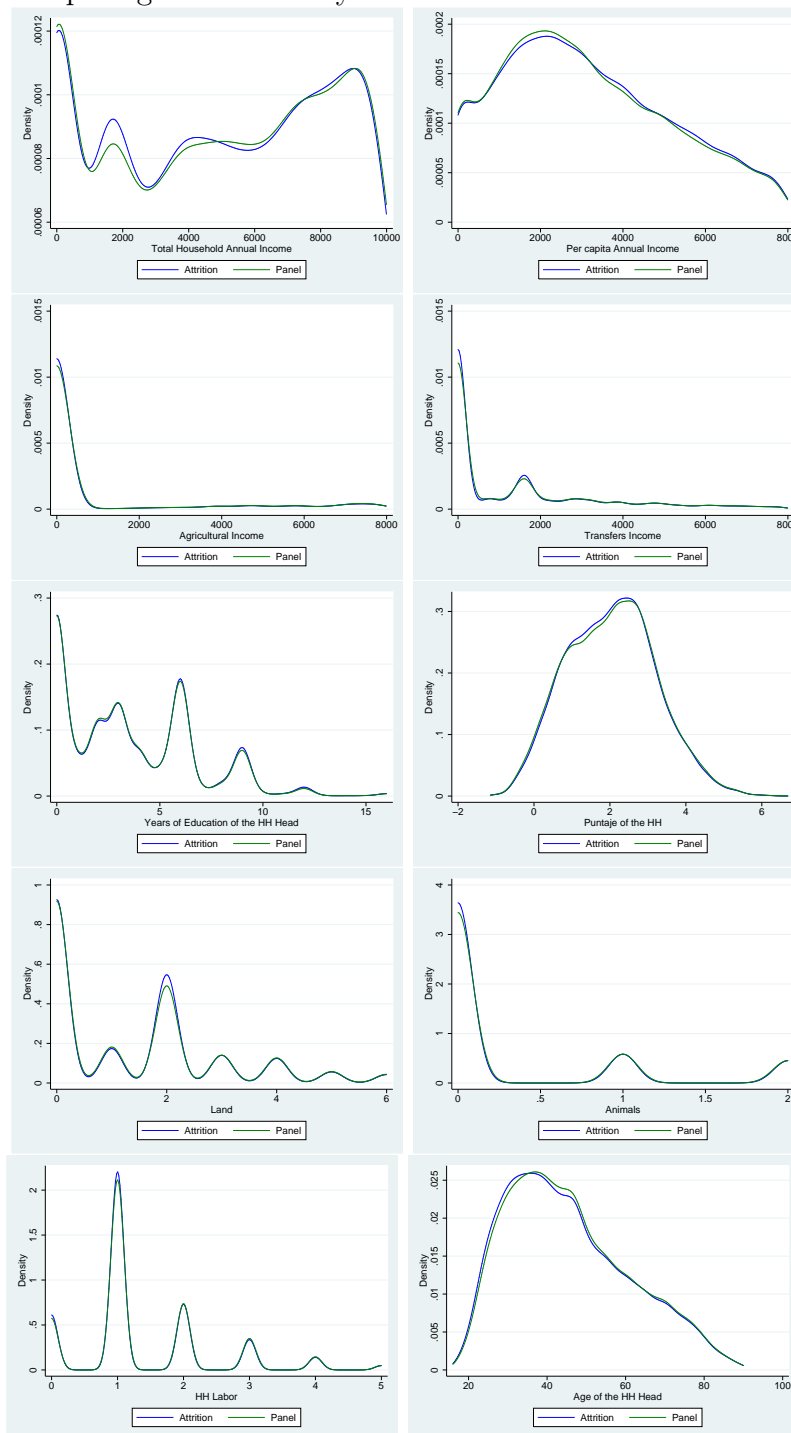 .00006 .00008 .0001 .00012
Density
0 2000 4000 6000 8000 10000
Total Household Annual Income
Attrition Panel
0 .00005 .0001 .00015 .0002
Density
0 2000 4000 6000 8000
Per capita Annual Income
Attrition Panel
0 .0005 .001 .0015
Density
0 2000 4000 6000 8000
Agricultural Income
Attrition Panel
0 .0005 .001 .0015
Density
0 2000 4000 6000 8000
Transfers Income
Attrition Panel
0 .1 .2 .3
Density
0 5 10 15
Years of Education of the HH Head
Attrition Panel
0 .1 .2 .3
Density
-2 0 2 4 6
Puntaje of the HH
Attrition Panel
0 .2 .4 .6 .8 1
Density
0 2 4 6
Land
Attrition Panel
0 1 2 3 4
Density
0 .5 1 1.5 2
Animals
Attrition Panel
0 .5 1 1.5 2
Density
0 1 2 3 4 5
HH Labor
Attrition Panel
0 .005 .01 .015 .02 .025
Density
20 40 60 80 100
Age of the HH Head
Attrition Panel